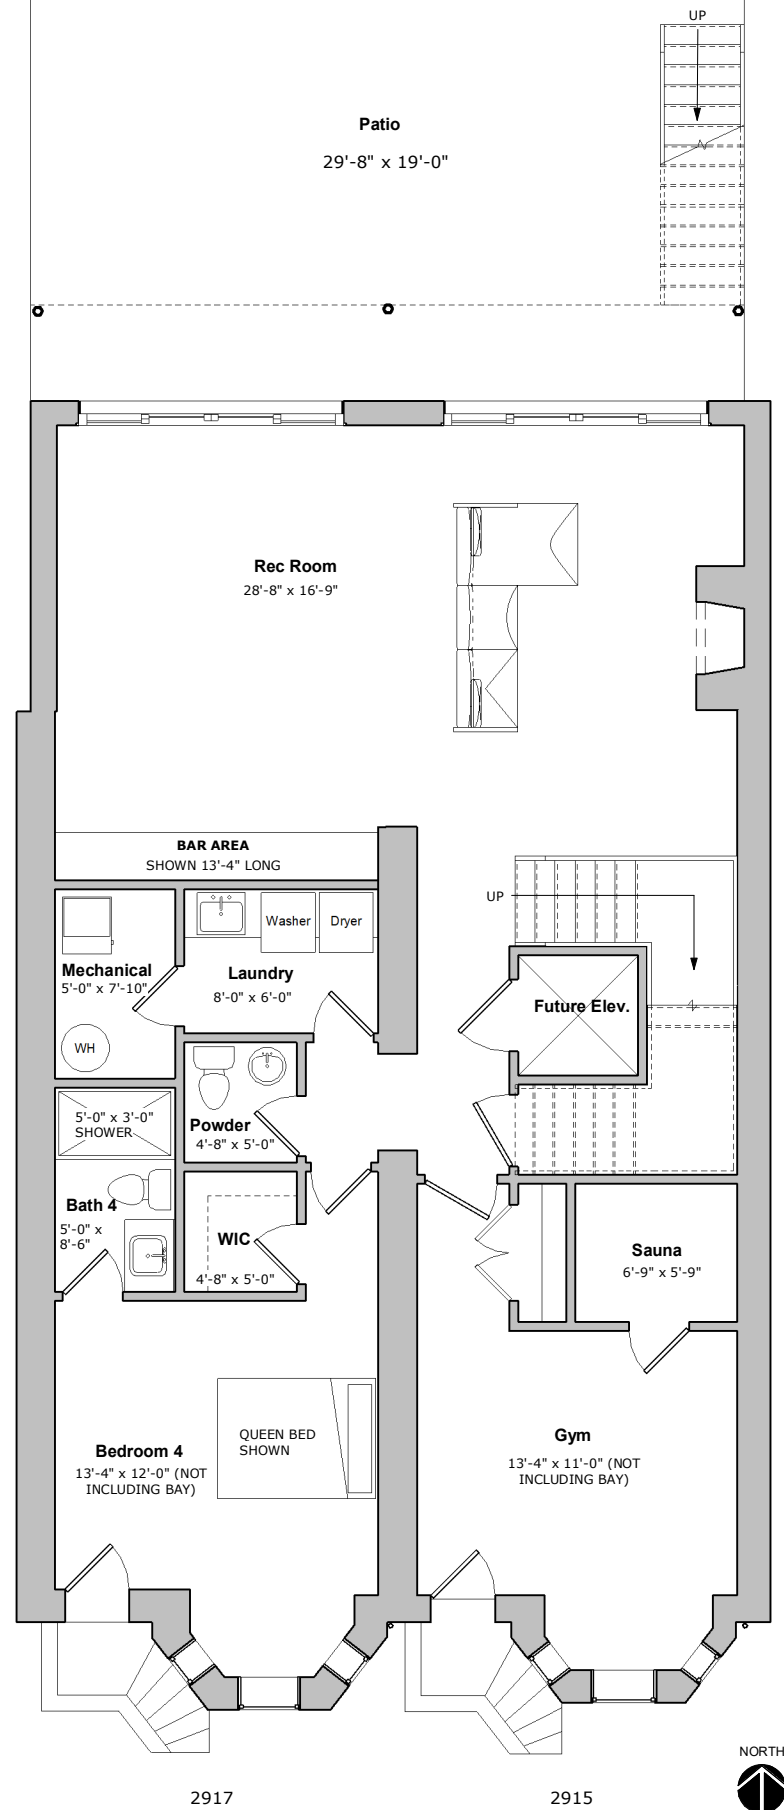 UP
Patio
29'-8" x 19'-0"
Rec Room
28'-8" x 16'-9"
BAR AREA
SHOWN 13'-4" LONG
UP
Washer
Dryer
Mechanical
5'-0" x 7'-10"
Laundry
8'-0" x 6'-0"
Future Elev.
WH
5'-0" x 3'-0"
SHOWER
Powder
4'-8" x 5'-0"
Bath 4
5'-0" x
8'-6"
WIC
4'-8" x 5'-0"
Sauna
6'-9" x 5'-9"
QUEEN BED
SHOWN
Bedroom 4
13'-4" x 12'-0" (NOT
INCLUDING BAY)
Gym
13'-4" x 11'-0" (NOT
INCLUDING BAY)
NORTH
2917
2915